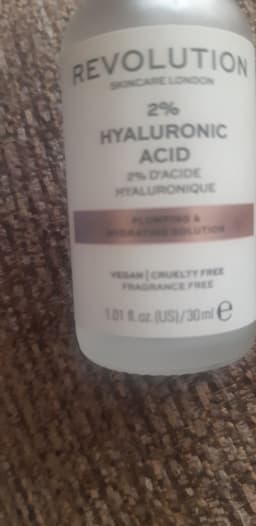 REVOLUTION
SKINCARE LONDON
2%
HYALURONIC
ACID
2% D'ACIDE
HYALURONIQUE
PLUMPING &
HYDRATING SOLUTION
VEGAN | CRUELTY FREE
FRAGRANCE FREE
1.01 fl.oz.(US)/30ml ℮